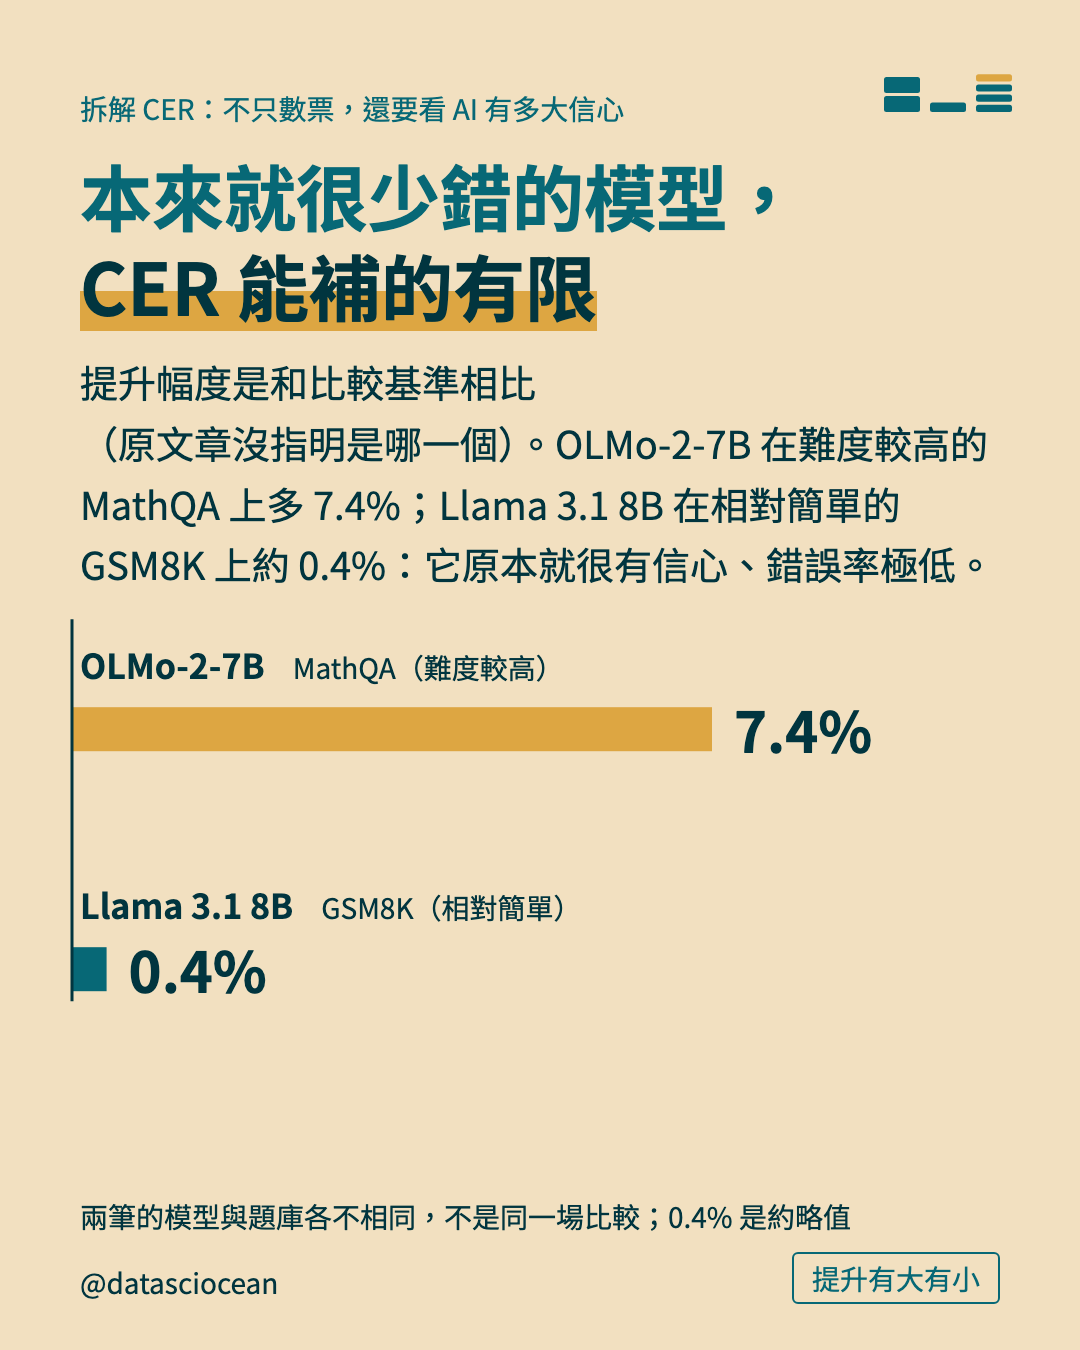 拆解 CER：不只數票，還要看 AI 有多大信心
本來就很少錯的模型，
CER 能補的有限
提升幅度是和比較基準相比
（原文章沒指明是哪一個）。OLMo-2-7B 在難度較高的
MathQA 上多 7.4%；Llama 3.1 8B 在相對簡單的
GSM8K 上約 0.4%：它原本就很有信心、錯誤率極低。
OLMo-2-7B MathQA（難度較高）
7.4%
Llama 3.1 8B GSM8K（相對簡單）
0.4%
兩筆的模型與題庫各不相同，不是同一場比較；0.4% 是約略值
@datasciocean
提升有大有小